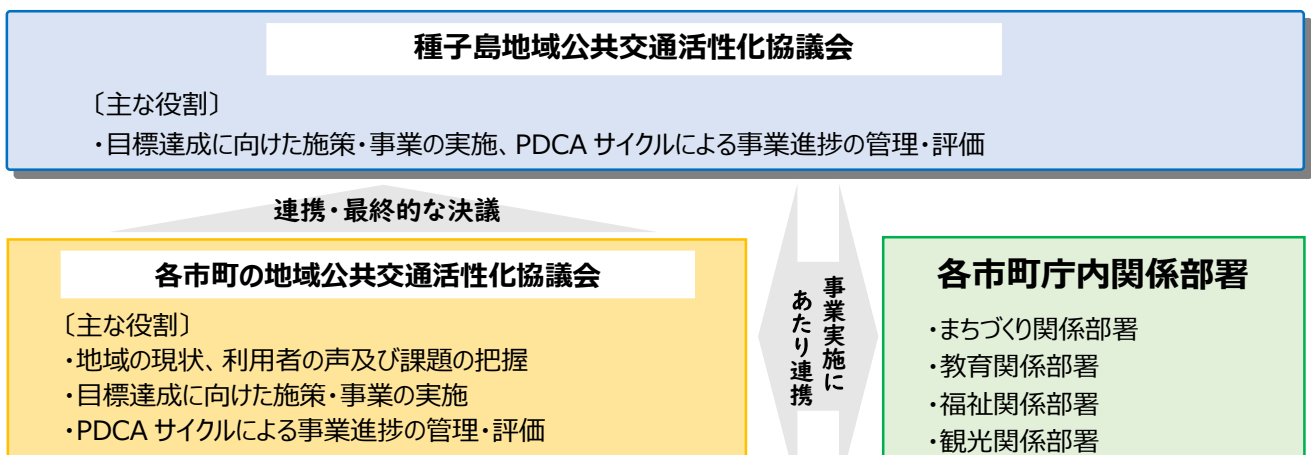 種子島地域公共交通活性化協議会
〔主な役割〕
・目標達成に向けた施策・事業の実施、PDCA サイクルによる事業進捗の管理・評価
連携・最終的な決議
各市町の地域公共交通活性化協議会
〔主な役割〕
・地域の現状、利用者の声及び課題の把握
・目標達成に向けた施策・事業の実施
・PDCA サイクルによる事業進捗の管理・評価
事業実施に
あたり連携
各市町庁内関係部署
・まちづくり関係部署
・教育関係部署
・福祉関係部署
・観光関係部署